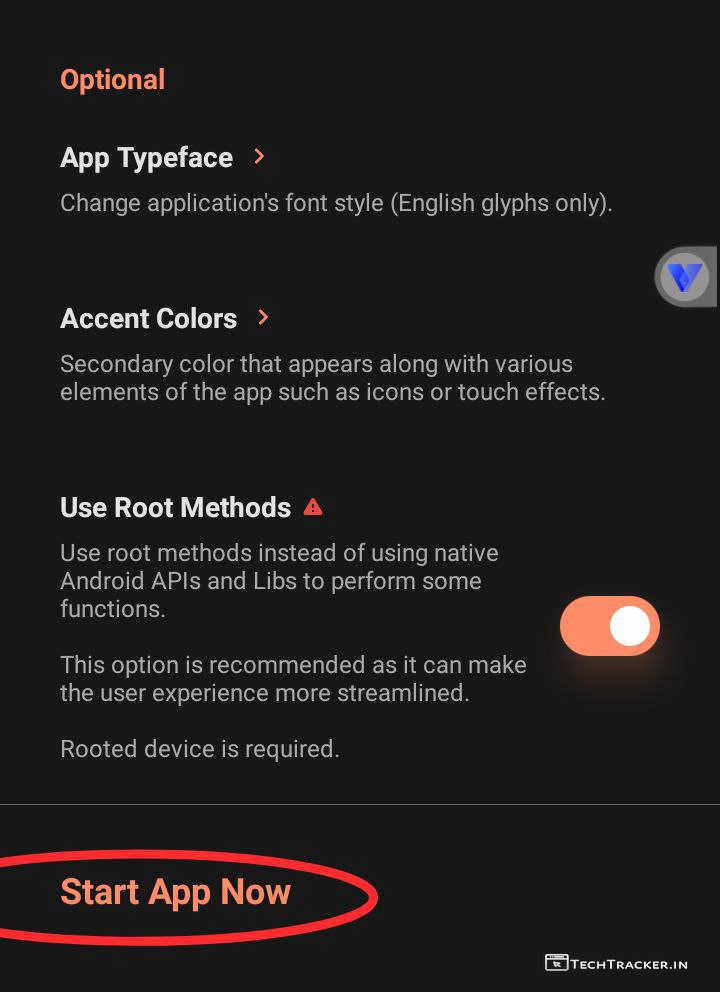 Optional
App Typeface
Change application's font style (English glyphs only).
Accent Colors
Secondary color that appears along with various
elements of the app such as icons or touch effects.
Use Root Methods
Use root methods instead of using native
Android APIs and Libs to perform some
functions.
This option is recommended as it can make
the user experience more streamlined.
Rooted device is required.
Start App Now
TECHTRACKER.IN